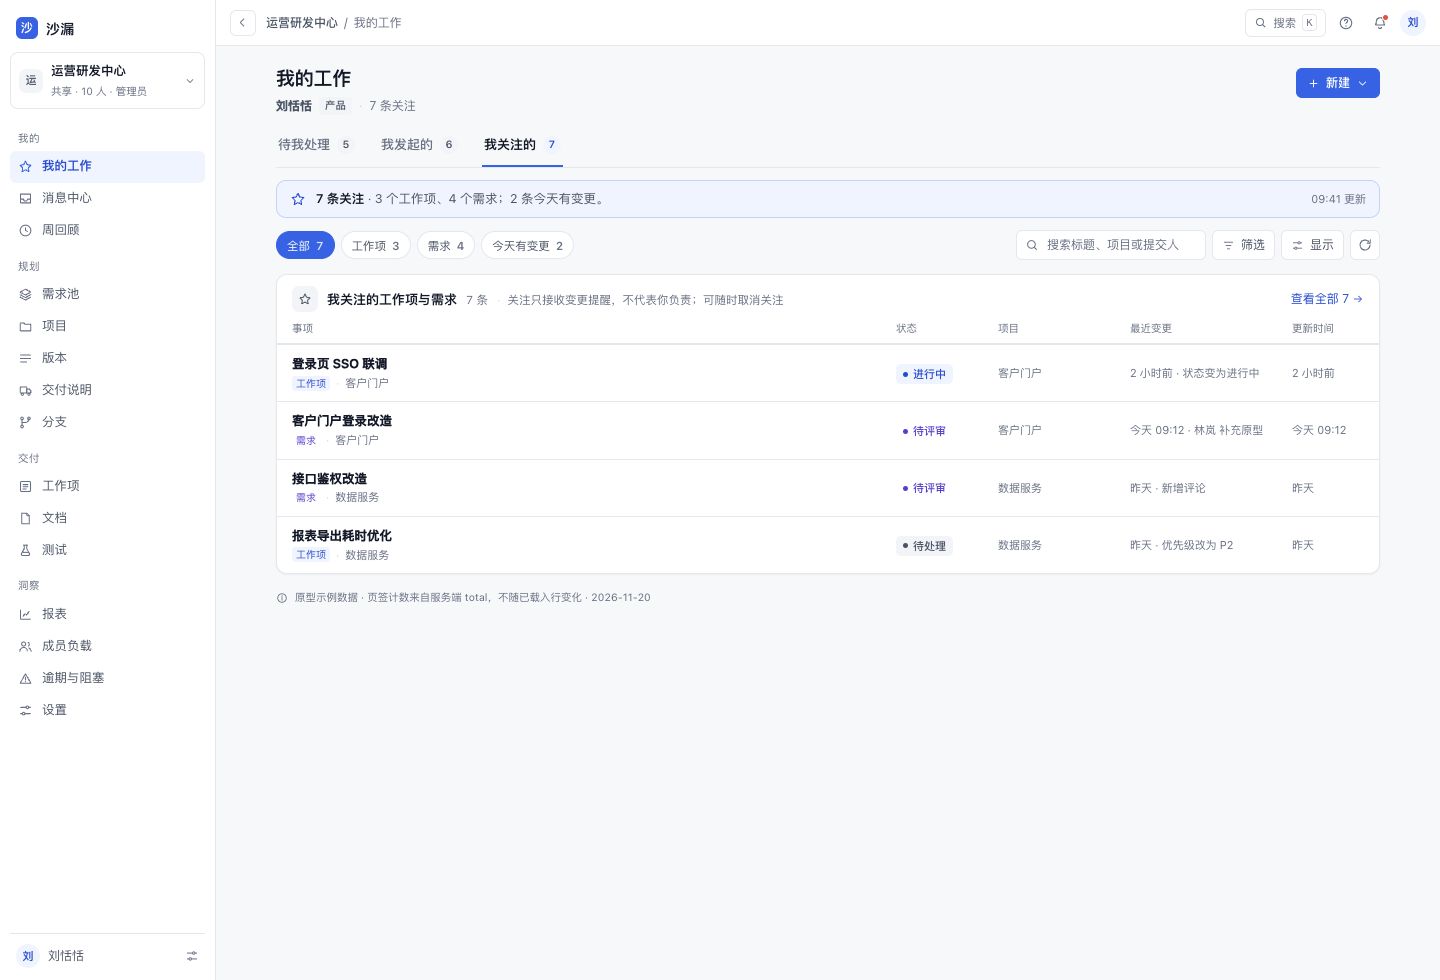 沙 沙漏
运 运营研发中心
共享 · 10 人 · 管理员
我的
我的工作
消息中心
周回顾
规划
需求池
项目
版本
交付说明
分支
交付
工作项
文档
测试
洞察
报表
成员负载
逾期与阻塞
设置
刘 刘恬恬
运营研发中心 / 我的工作
搜索 K 刘
我的工作
新建
刘恬恬 产品 · 7 条关注
待我处理 5 我发起的 6 我关注的 7
7 条关注 · 3 个工作项、4 个需求；2 条今天有变更。 09:41 更新
全部 7 工作项 3 需求 4 今天有变更 2 搜索标题、项目或提交人 筛选 显示
我关注的工作项与需求 7 条 · 关注只接收变更提醒，不代表你负责；可随时取消关注 查看全部 7 →
事项 状态 项目 最近变更 更新时间
登录页 SSO 联调
工作项 · 客户门户 进行中 客户门户 2 小时前 · 状态变为进行中 2 小时前
客户门户登录改造
需求 · 客户门户 待评审 客户门户 今天 09:12 · 林岚 补充原型 今天 09:12
接口鉴权改造
需求 · 数据服务 待评审 数据服务 昨天 · 新增评论 昨天
报表导出耗时优化
工作项 · 数据服务 待处理 数据服务 昨天 · 优先级改为 P2 昨天
原型示例数据 · 页签计数来自服务端 total，不随已载入行变化 · 2026-11-20